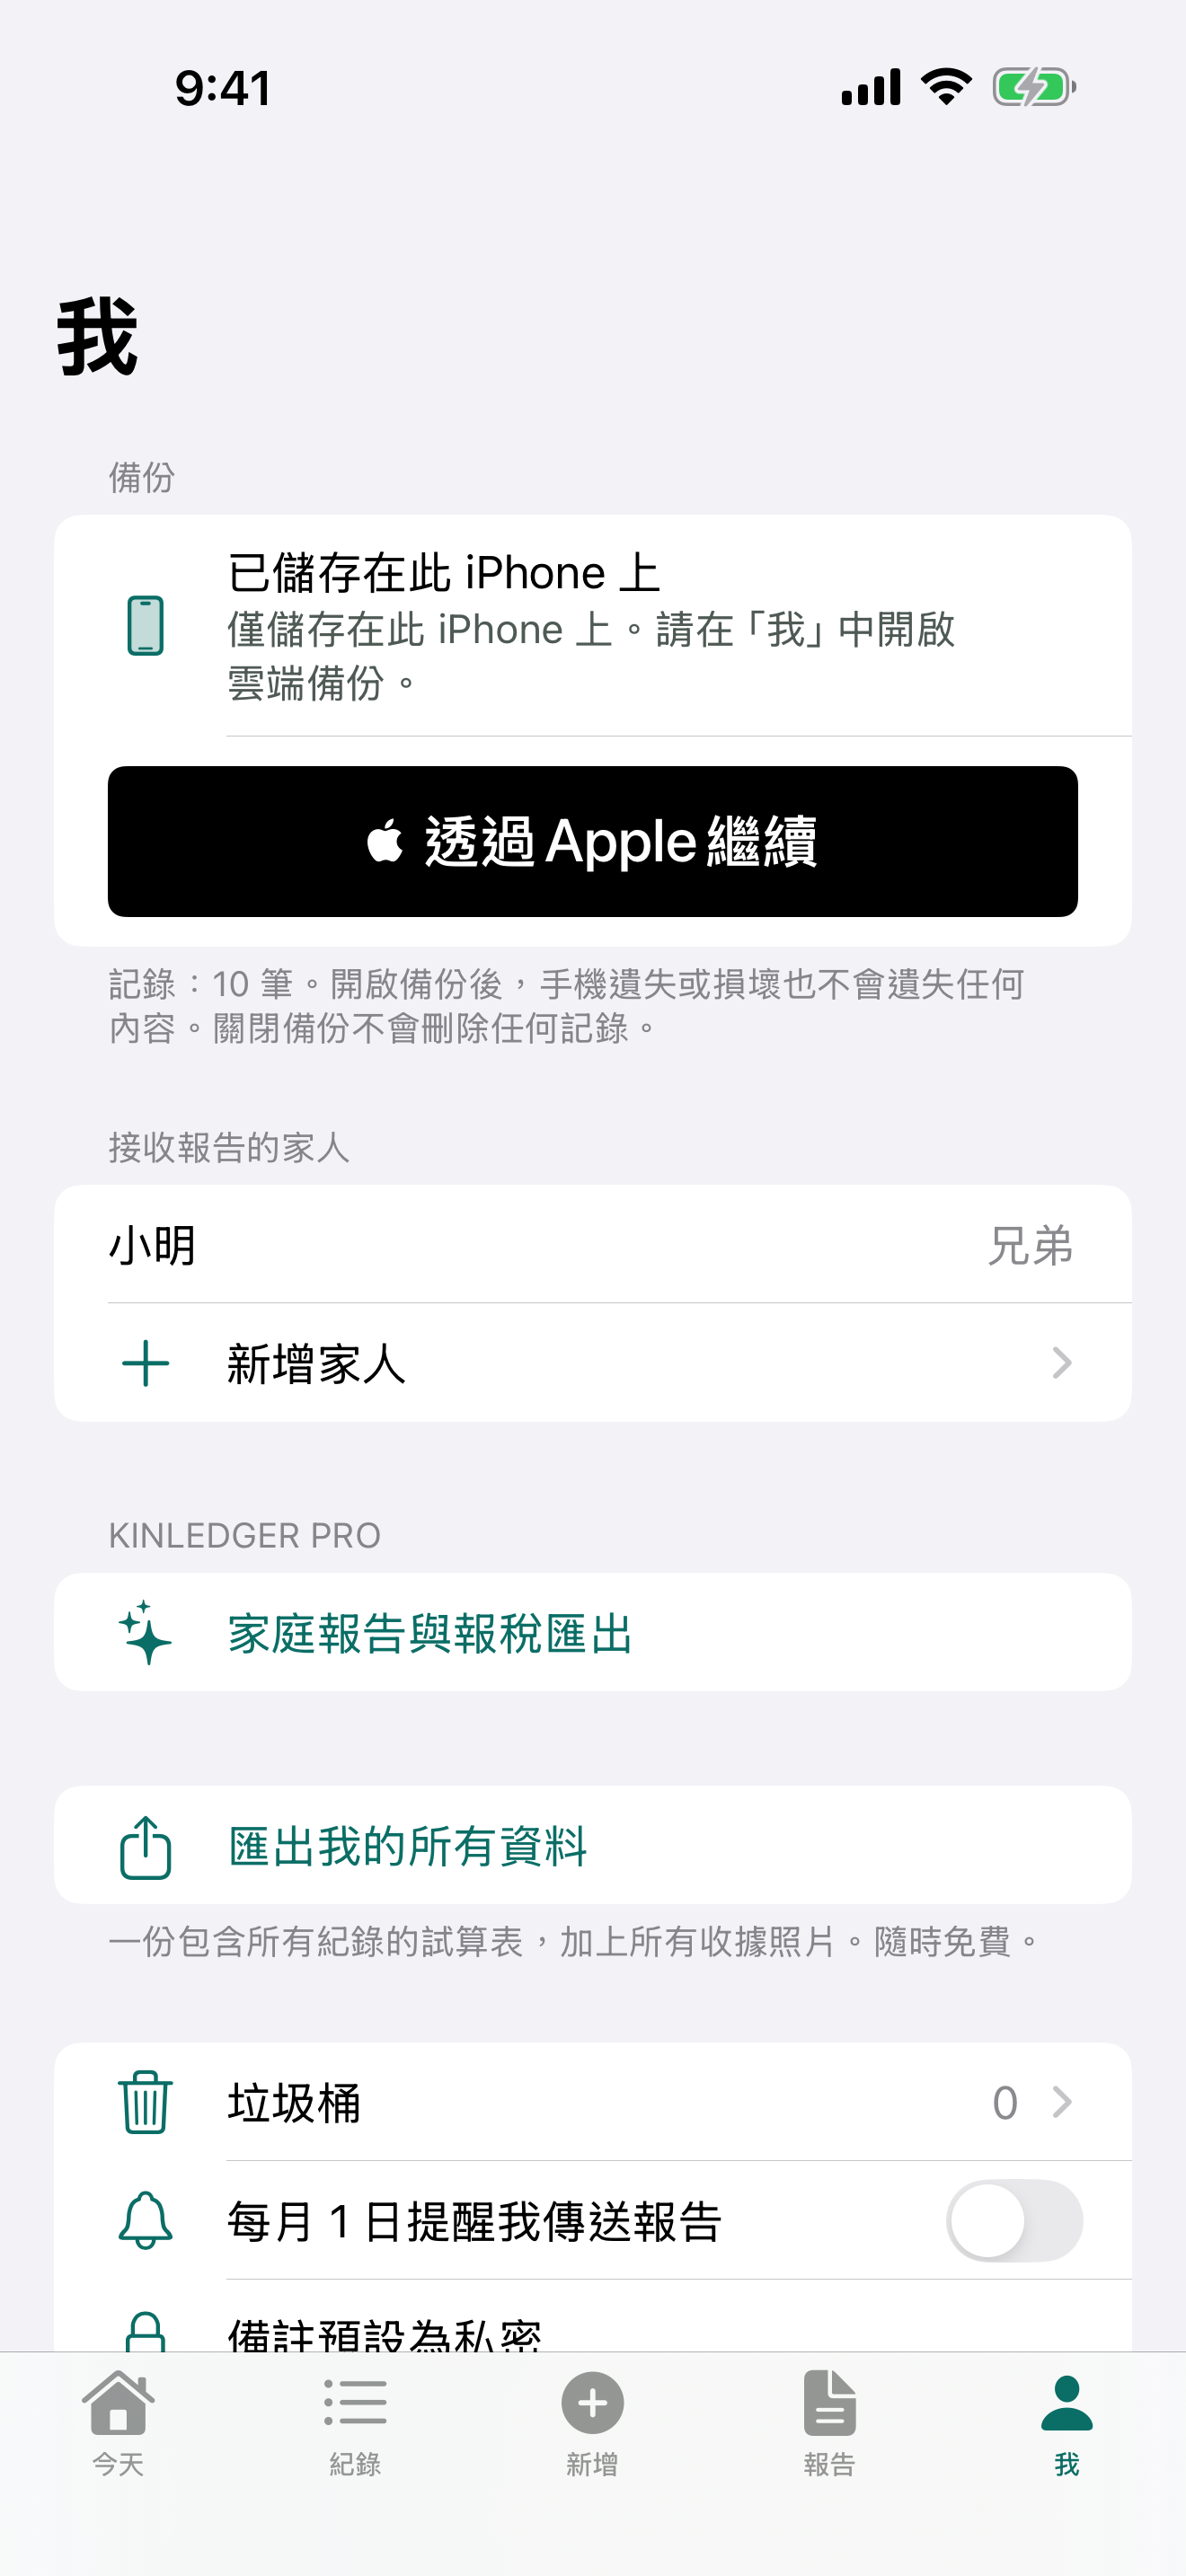 9:41
我
備份
已儲存在此 iPhone 上
僅儲存在此 iPhone 上。請在「我」中開啟
雲端備份。
透過 Apple 繼續
記錄：10 筆。開啟備份後，手機遺失或損壞也不會遺失任何
內容。關閉備份不會刪除任何記錄。
接收報告的家人
小明
兄弟
新增家人
KINLEDGER PRO
家庭報告與報稅匯出
匯出我的所有資料
一份包含所有紀錄的試算表，加上所有收據照片。隨時免費。
垃圾桶
0
每月 1 日提醒我傳送報告
備註預設為私密
今天
紀錄
新增
報告
我